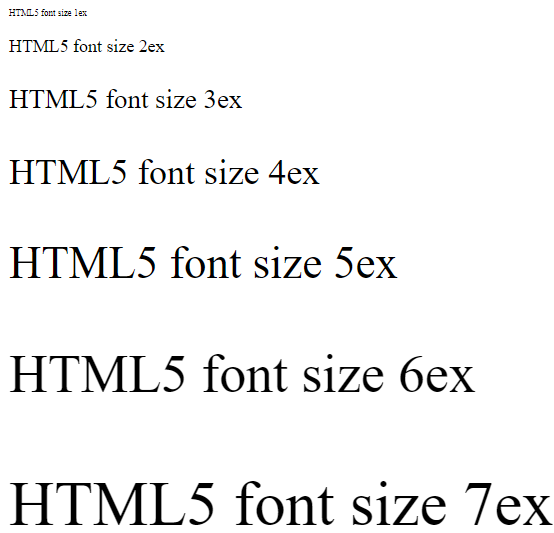 HTML5 font size 1ex
HTML5 font size 2ex
HTML5 font size 3ex
HTML5 font size 4ex
HTML5 font size 5ex
HTML5 font size 6ex
HTML5 font size 7ex